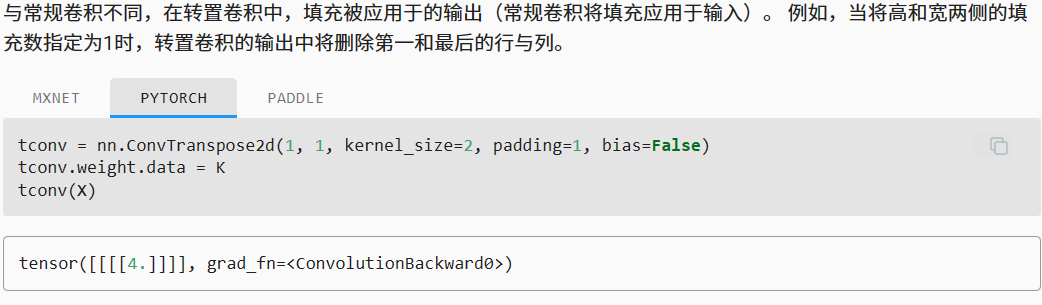 与常规卷积不同，在转置卷积中，填充被应用于的输出（常规卷积将填充应用于输入）。 例如，当将高和宽两侧的填
充数指定为1时，转置卷积的输出中将删除第一和最后的行与列。
MXNET PYTORCH PADDLE
tconv = nn.ConvTranspose2d(1, 1, kernel_size=2, padding=1, bias=False)
tconv.weight.data = K
tconv(X)
tensor([[[[4.]]]], grad_fn=<ConvolutionBackward0>)